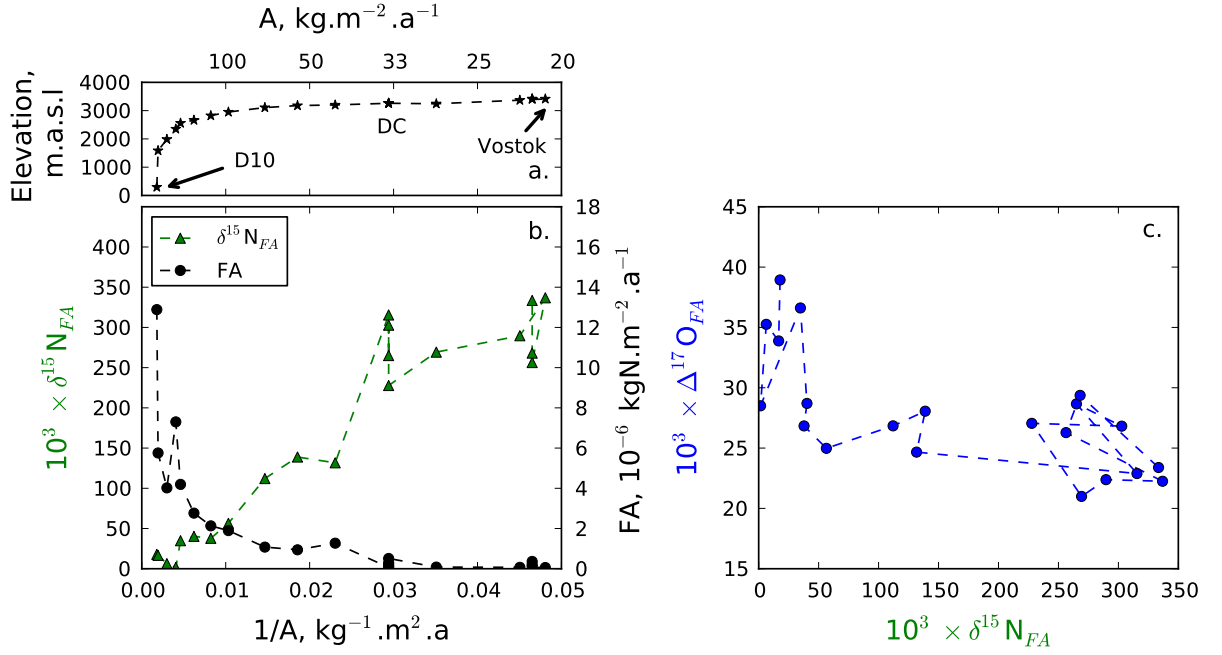 A, kg.m⁻².a⁻¹
100 50 33 25 20
Elevation,
m.a.s.l
4000
3000
2000
1000
0
D10
DC
Vostok
a.
b.
δ¹⁵N_FA
FA
10³ × δ¹⁵N_FA
400
350
300
250
200
150
100
50
0
18
16
14
12
10
8
6
4
2
0
FA, 10⁻⁶ kgN.m⁻².a⁻¹
0.00 0.01 0.02 0.03 0.04 0.05
1/A, kg⁻¹.m².a
c.
10³ × Δ¹⁷O_FA
45
40
35
30
25
20
15
0 50 100 150 200 250 300 350
10³ × δ¹⁵N_FA